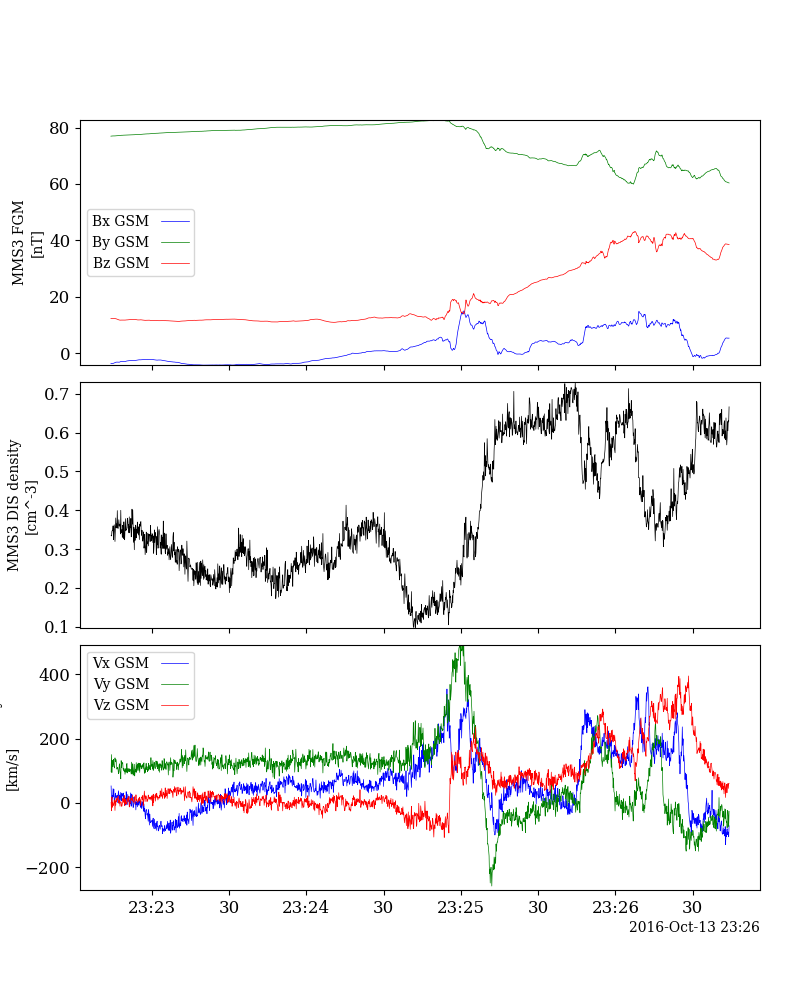 80
60
40
20
0
MMS3 FGM
[nT]
Bx GSM
By GSM
Bz GSM
0.7
0.6
0.5
0.4
0.3
0.2
0.1
MMS3 DIS density
[cm^-3]
400
200
0
−200
[km/s]
Vx GSM
Vy GSM
Vz GSM
23:23 30 23:24 30 23:25 30 23:26 30
2016-Oct-13 23:26